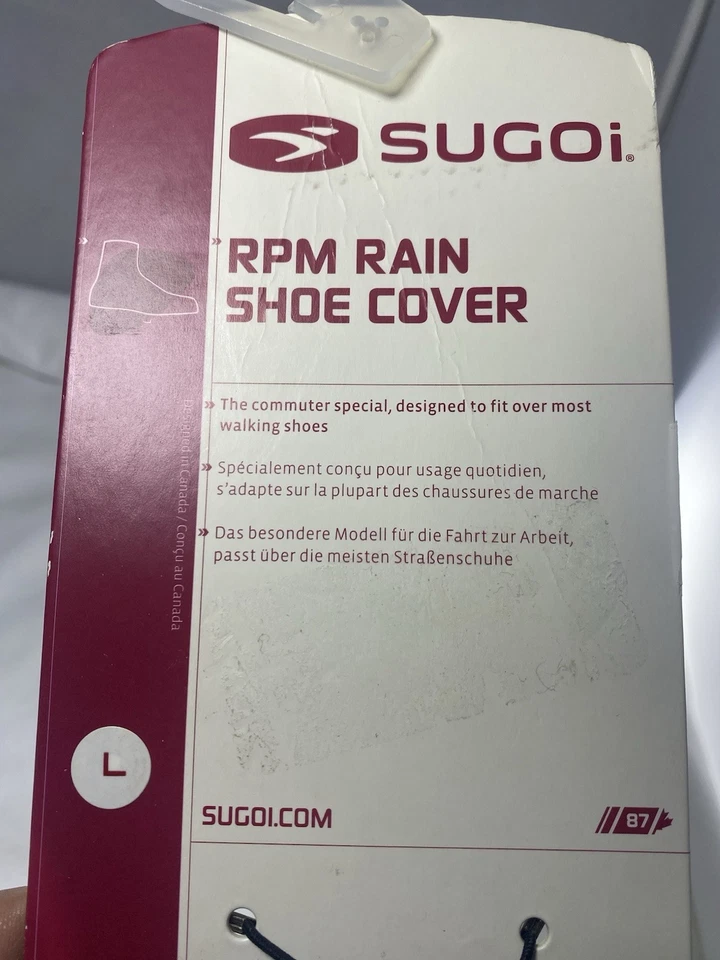 SUGOi®
»
» RPM RAIN
SHOE COVER
» The commuter special, designed to fit over most
walking shoes
» Spécialement conçu pour usage quotidien,
s'adapte sur la plupart des chaussures de marche
» Das besondere Modell für die Fahrt zur Arbeit,
passt über die meisten Straßenschuhe
Designed in Canada / Conçu au Canada
L
SUGOI.COM
87